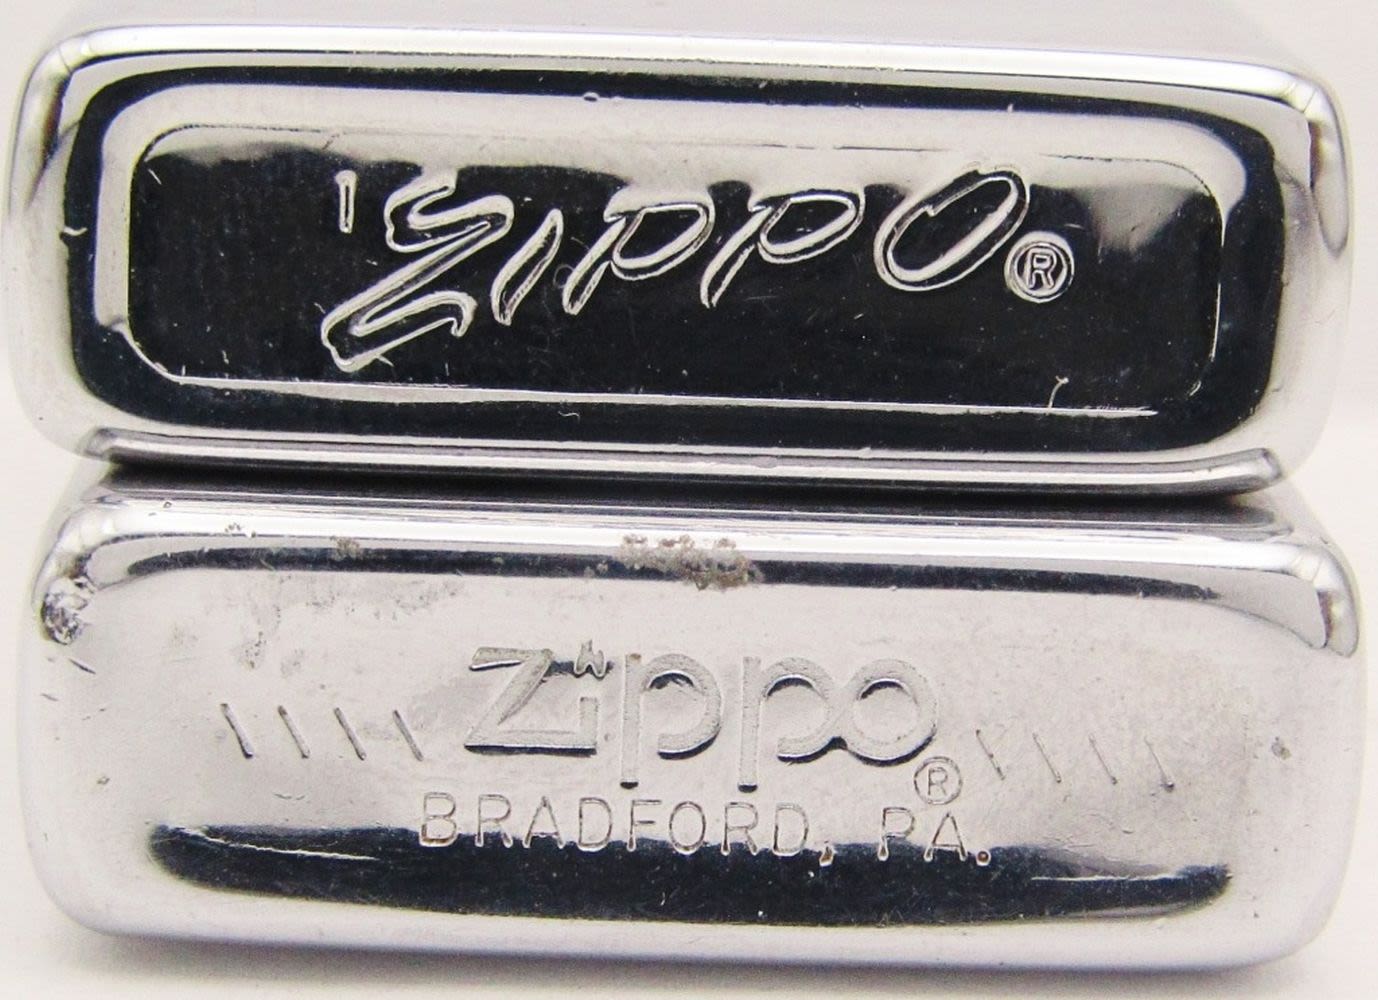 | ZIPPO ®
\\\\ Zippo ® \\\\
BRADFORD, PA.